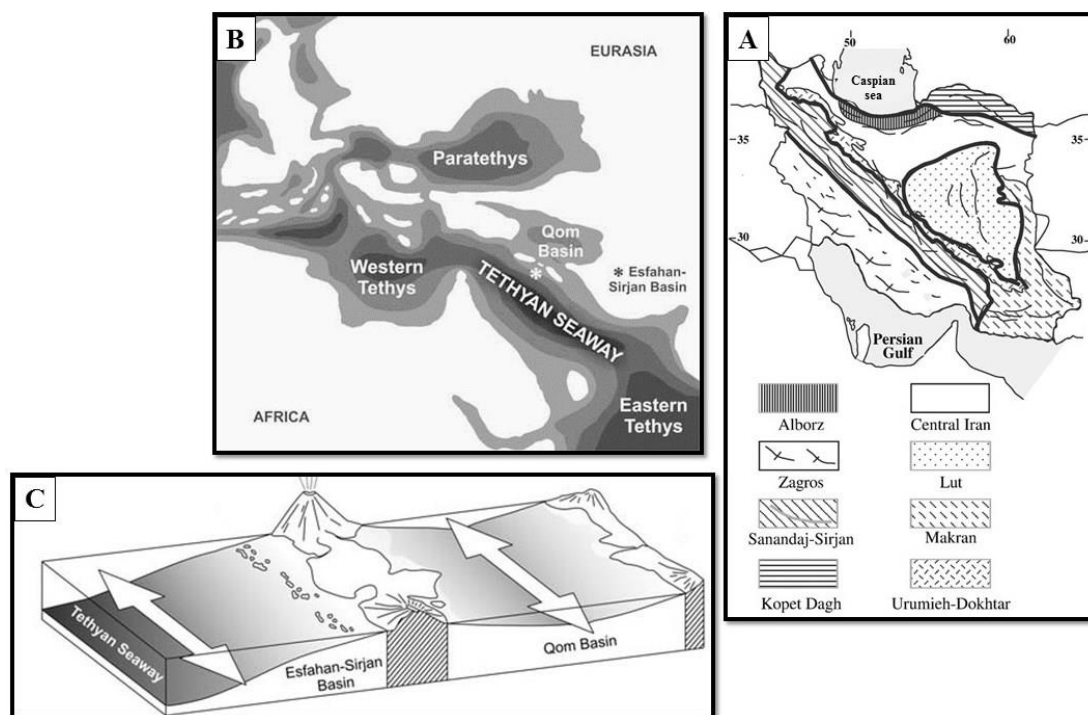 B
EURASIA
Paratethys
Qom
Basin
Western
Tethys
* Esfahan-
Sirjan Basin
TETHYAN SEAWAY
AFRICA
Eastern
Tethys
A
50
60
Caspian
sea
35
35
30
30
Persian
Gulf
Alborz
Central Iran
Zagros
Lut
Sanandaj-Sirjan
Makran
Kopet Dagh
Urumieh-Dokhtar
C
Tethyan Seaway
Esfahan-Sirjan
Basin
Qom Basin